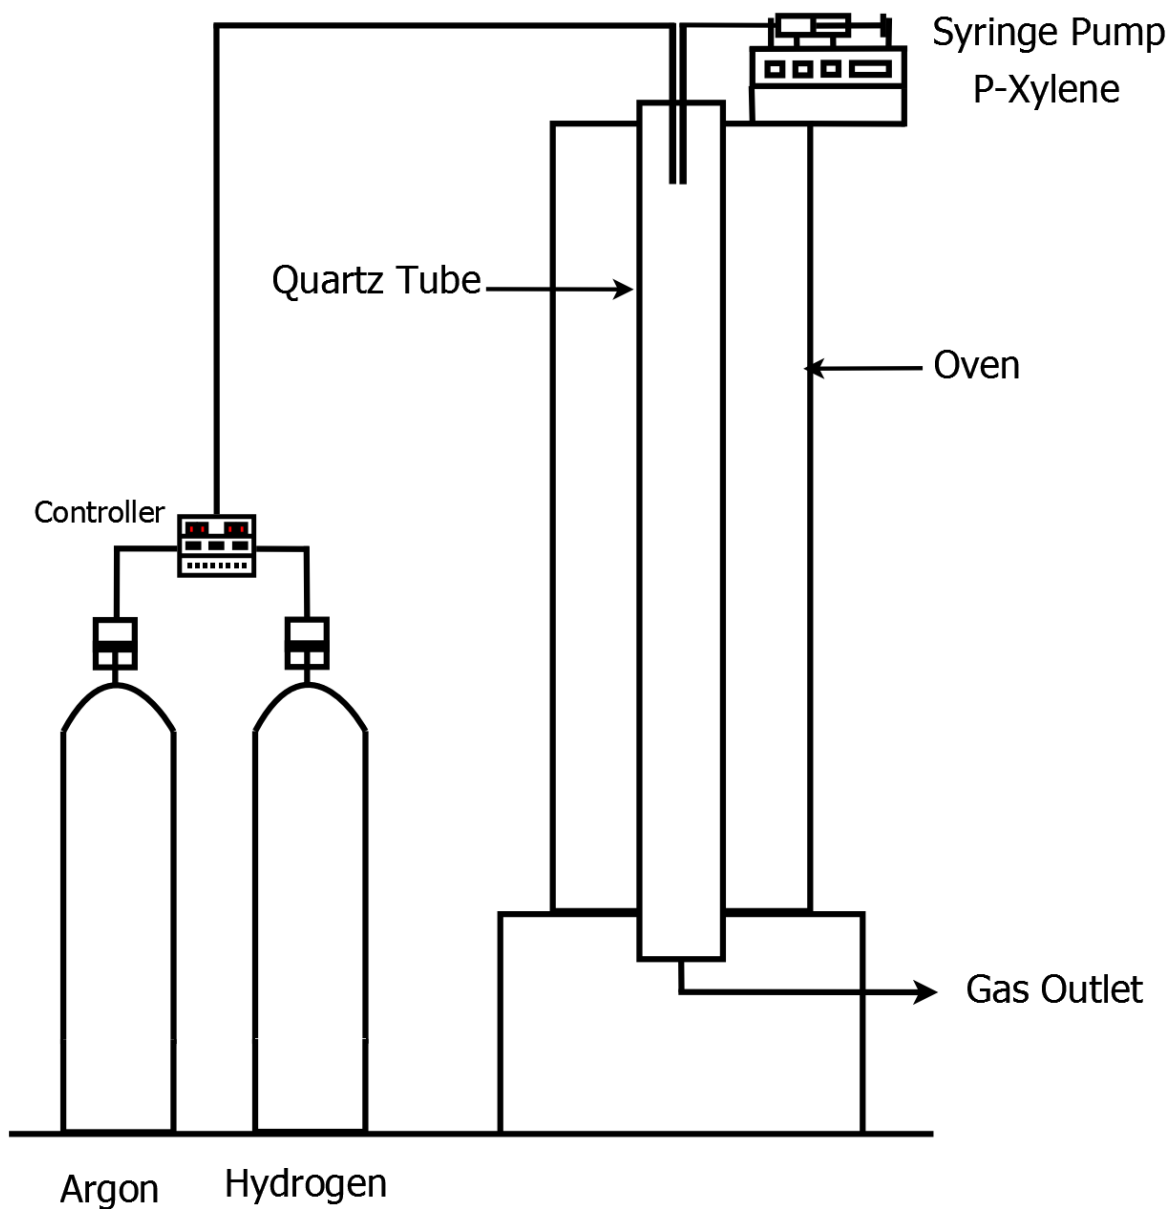 Syringe Pump
P-Xylene
Quartz Tube
Oven
Controller
Gas Outlet
Argon
Hydrogen